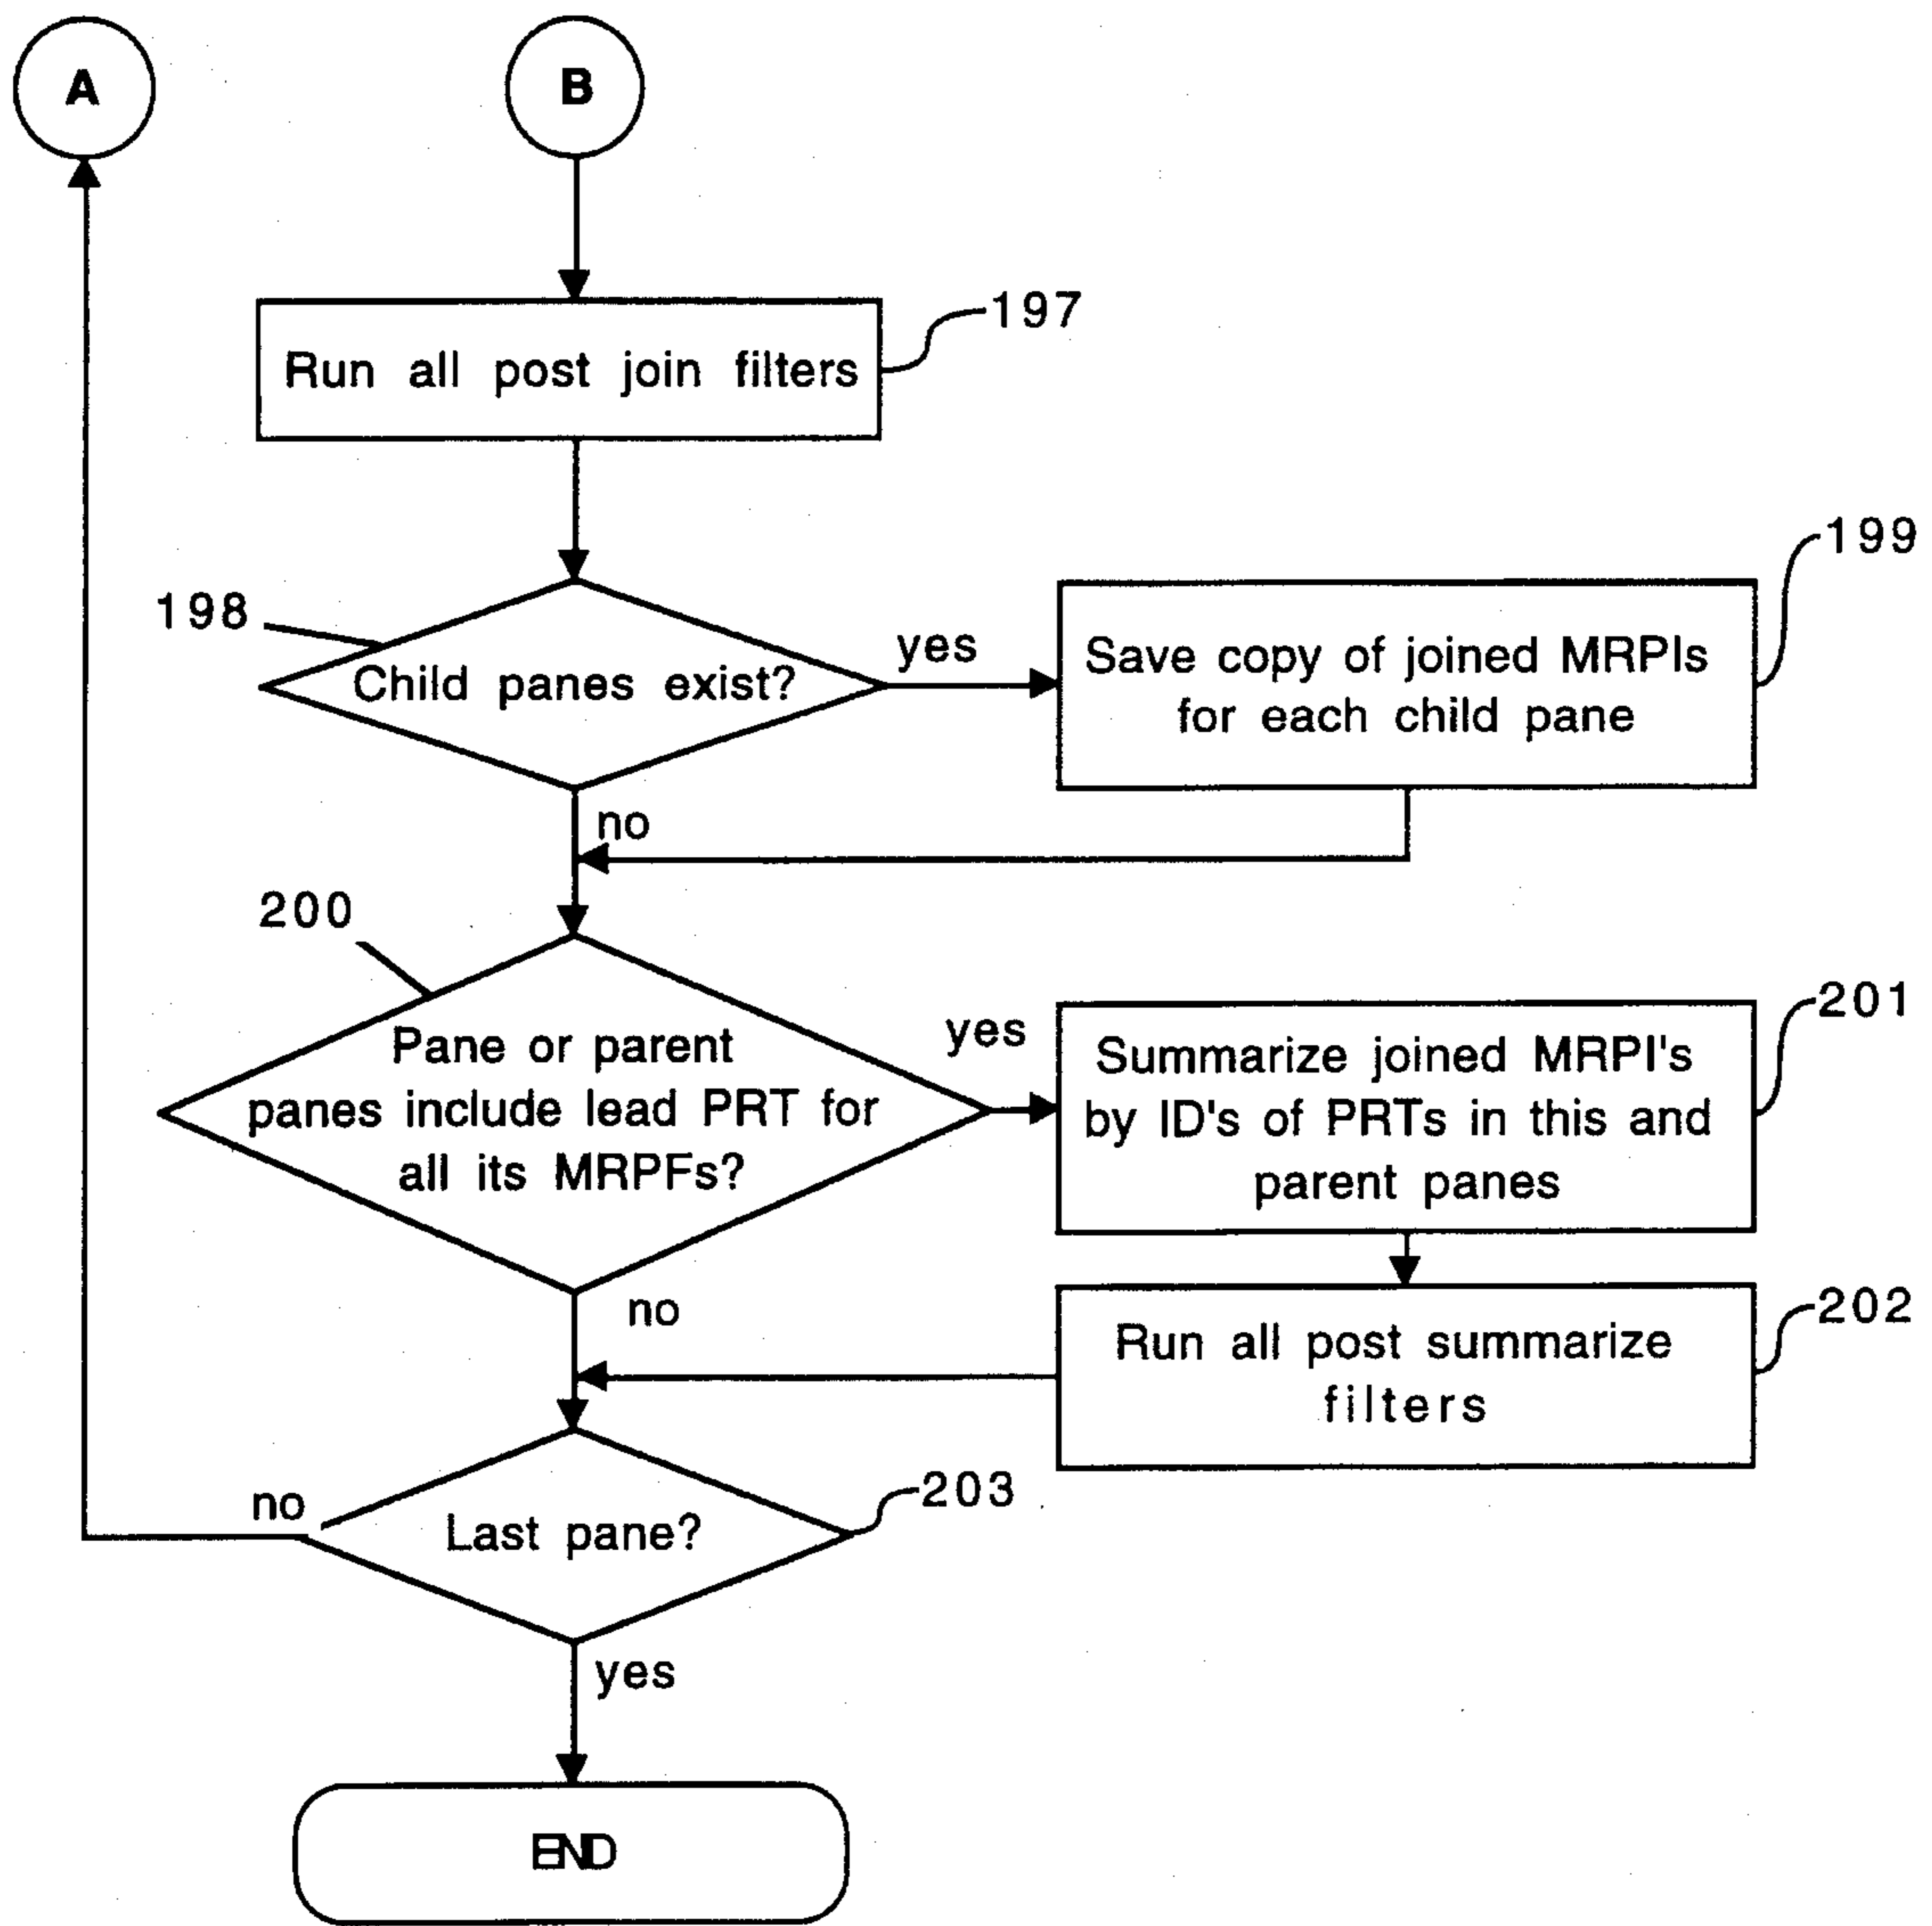 A
B
197
Run all post join filters
199
198
yes
Child panes exist?
Save copy of joined MRPIs
for each child pane
no
200
201
yes
Pane or parent
panes include lead PRT for
all its MRPFs?
Summarize joined MRPI's
by ID's of PRTs in this and
parent panes
202
no
Run all post summarize
filters
203
no
Last pane?
yes
END